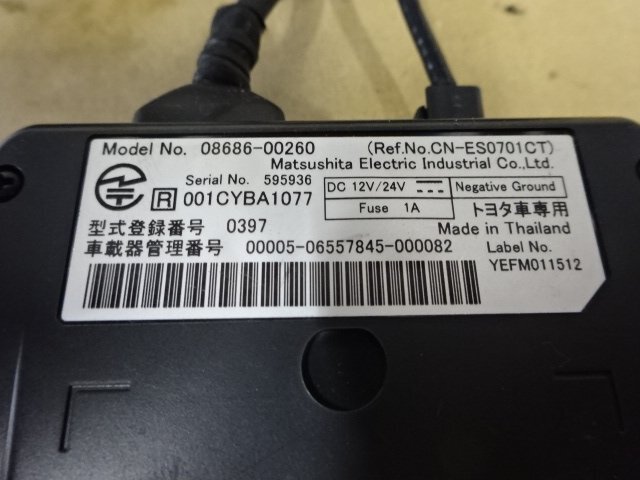 Model No. 08686-00260 (Ref.No.CN-ES0701CT)
Matsushita Electric Industrial Co.,Ltd.
Serial No. 595936
R 001CYBA1077
DC 12V/24V Negative Ground
Fuse 1A
トヨタ車専用
型式登録番号 0397
Made in Thailand
車載器管理番号 00005-06557845-000082
Label No.
YEFM011512